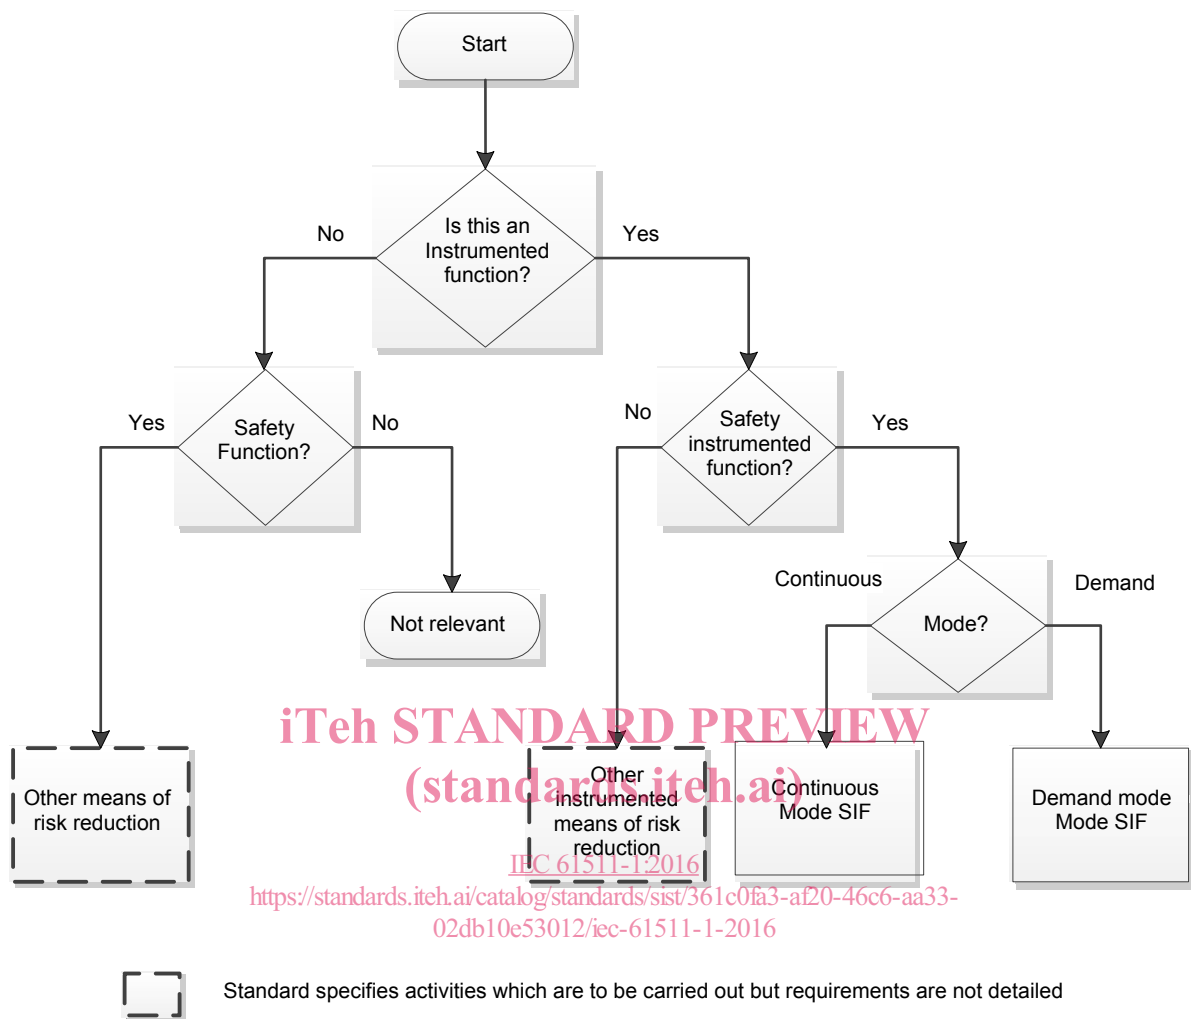 Start
Is this an
Instrumented
function?
No
Yes
Yes
Safety
Function?
No
No
Safety
instrumented
function?
Yes
Continuous
Mode?
Demand
Not relevant
iTeh STANDARD PREVIEW
(standards.iteh.ai)
Other means of
risk reduction
Other
instrumented
means of risk
reduction
Continuous
Mode SIF
Demand mode
Mode SIF
IEC 61511-1:2016
https://standards.iteh.ai/catalog/standards/sist/361c0fa3-af20-46c6-aa33-
02db10e53012/iec-61511-1-2016
Standard specifies activities which are to be carried out but requirements are not detailed